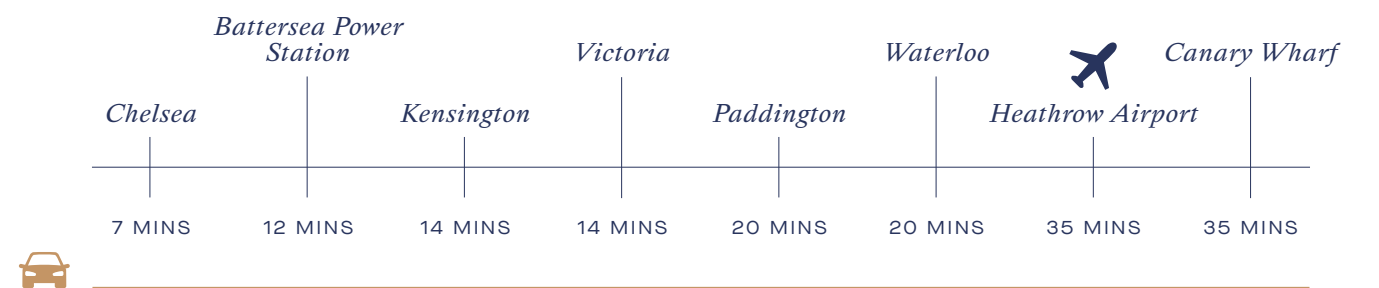 Battersea Power
Station
Victoria
Waterloo
Canary Wharf
Chelsea
Kensington
Paddington
Heathrow Airport
7 MINS
12 MINS
14 MINS
14 MINS
20 MINS
20 MINS
35 MINS
35 MINS